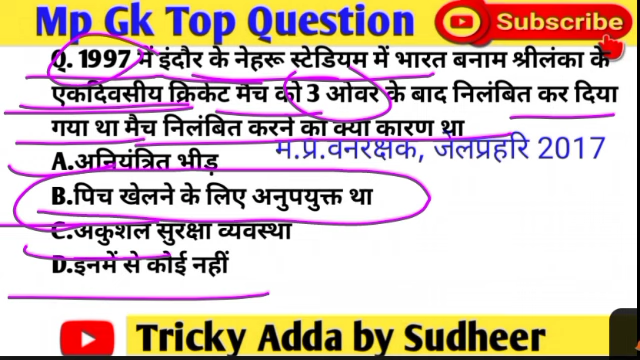 Mp Gk Top Question
Subscribe
Q. 1997 में इंदौर के नेहरू स्टेडियम में भारत बनाम श्रीलंका के
एकदिवसीय क्रिकेट मैच को 3 ओवर के बाद निलंबित कर दिया
गया था मैच निलंबित करने का क्या कारण था
A.अनियंत्रित भीड़
म.प्र.वनरक्षक, जेलप्रहरि 2017
B.पिच खेलने के लिए अनुपयुक्त था
C.अकुशल सुरक्षा व्यवस्था
D.इनमें से कोई नहीं
Tricky Adda by Sudheer